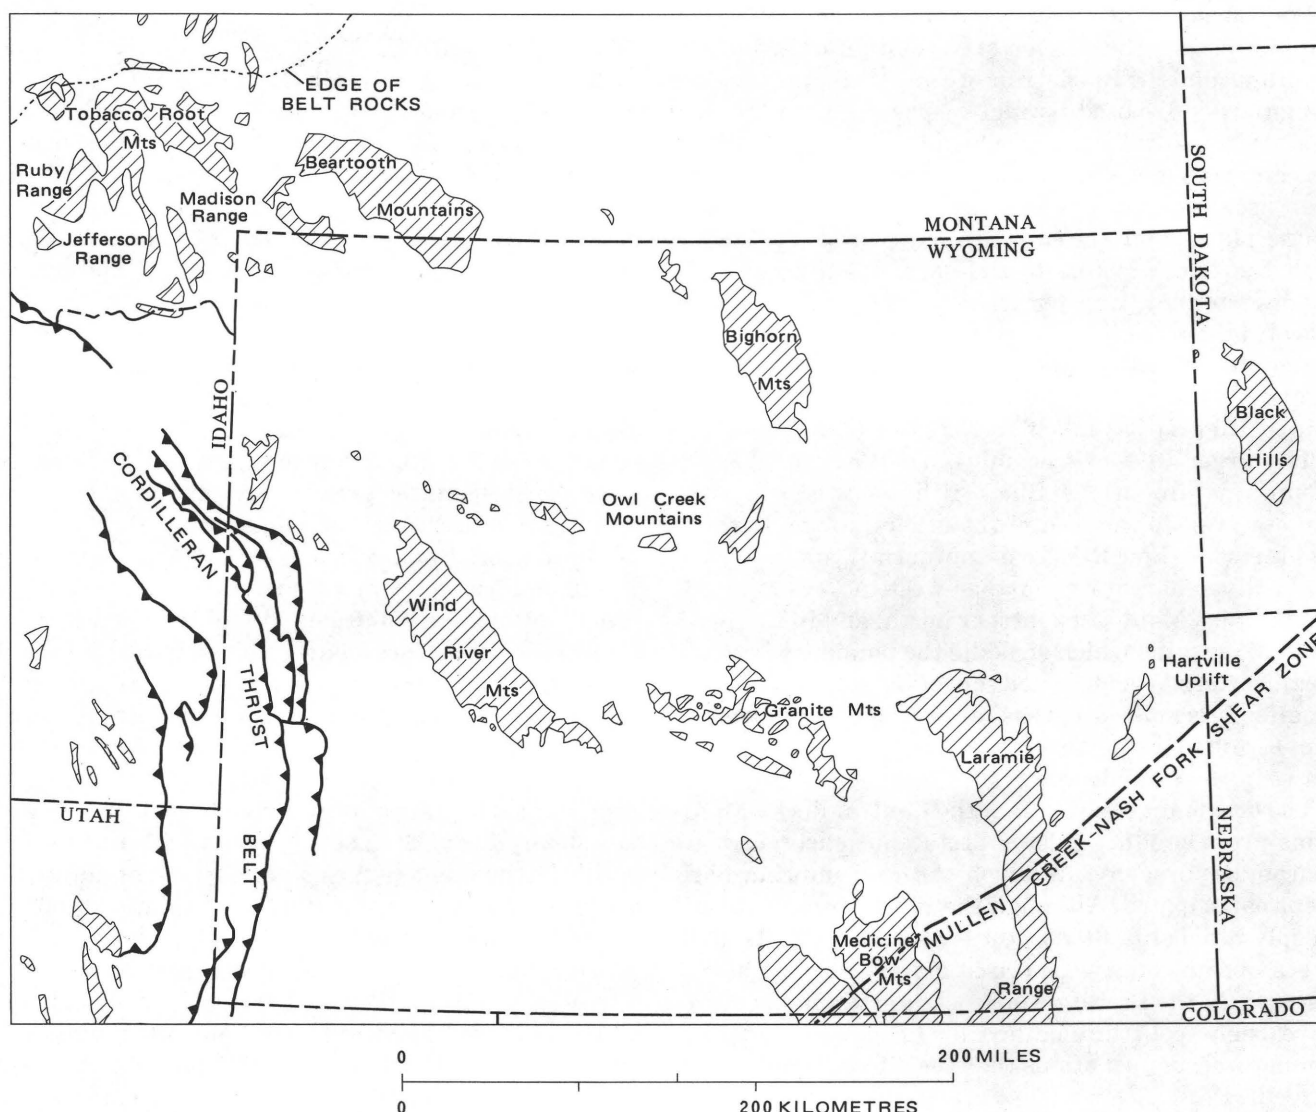 EDGE OF
BELT ROCKS
Tobacco Root
Mts
Ruby
Range
Beartooth
Mountains
Madison
Range
Jefferson
Range
MONTANA
WYOMING
SOUTH DAKOTA
Bighorn
Mts
IDAHO
Black
Hills
CORDILLERAN
THRUST
BELT
Owl Creek
Mountains
Wind
River
Mts
Granite Mts
Hartville
Uplift
Laramie
Range
UTAH
NEBRASKA
MULLEN CREEK–NASH FORK SHEAR ZONE
Medicine
Bow
Mts
COLORADO
0
200 MILES
0
200 KILOMETRES